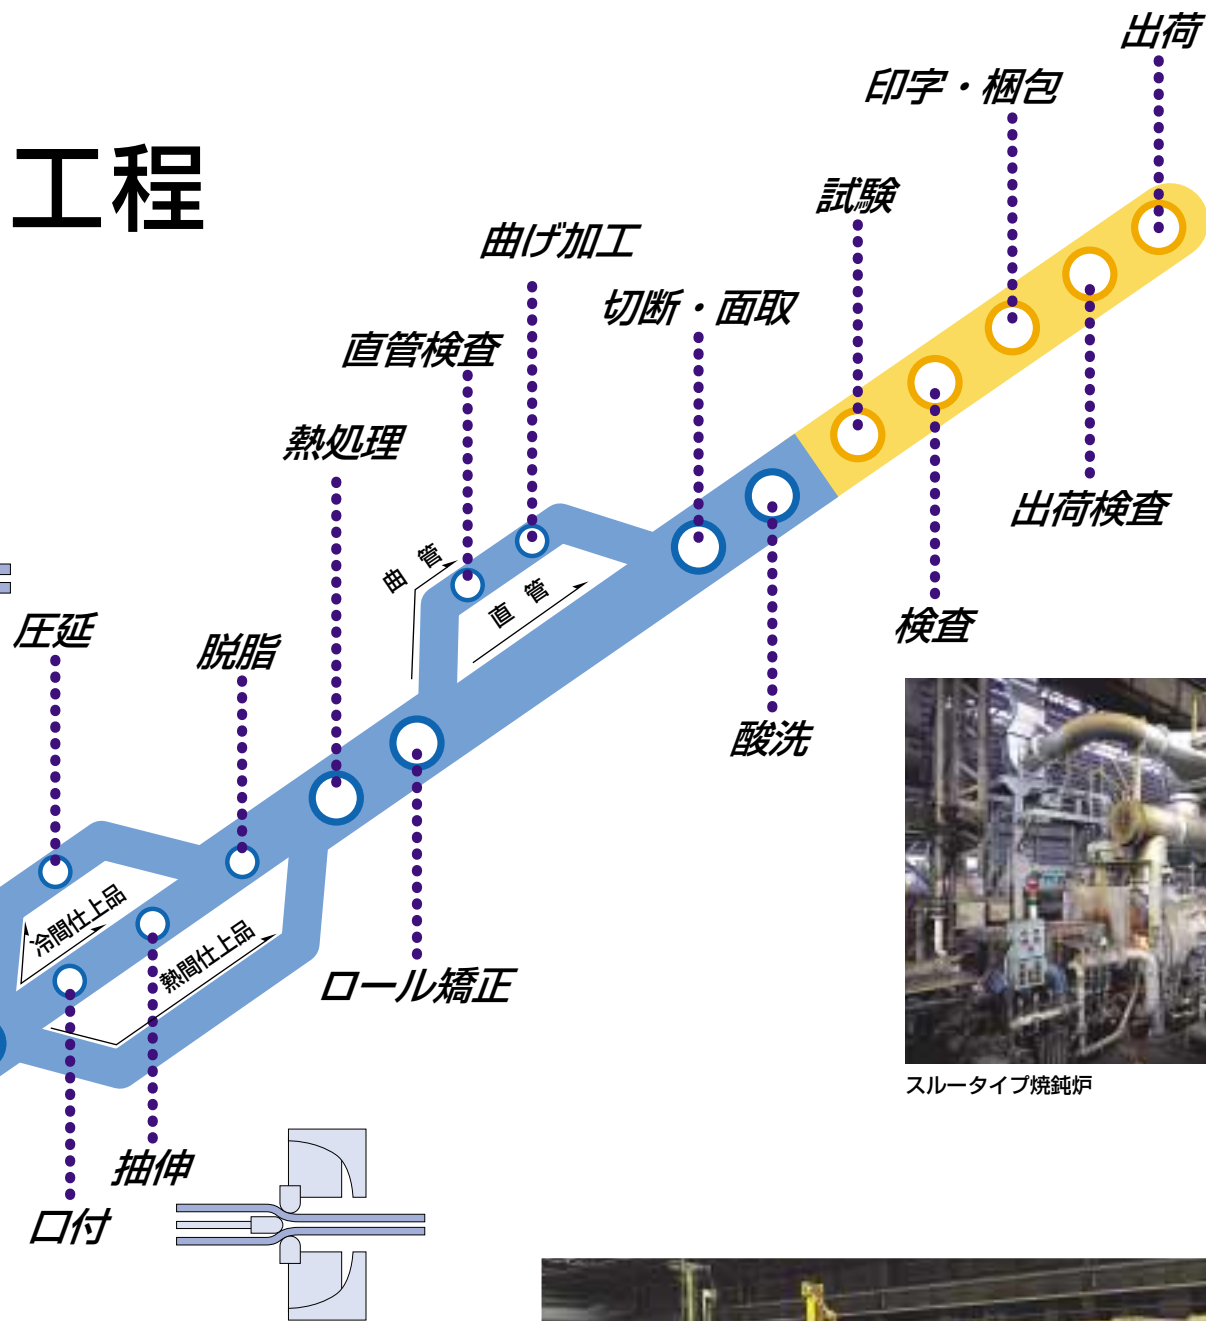 出荷
印字・梱包
工程
試験
曲げ加工
切断・面取
直管検査
熱処理
出荷検査
曲管
直管
圧延
脱脂
検査
酸洗
冷間仕上品
熱間仕上品
ロール矯正
スルータイプ焼鈍炉
抽伸
口付